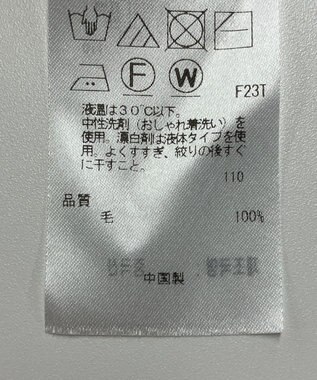 F W F23T
液温は30℃以下。
中性洗剤（おしゃれ着洗い）を
使用。漂白剤は液体タイプを使
用。よくすすぎ、絞りの後すぐ
に干すこと。
110
品質
毛 100%
中国製